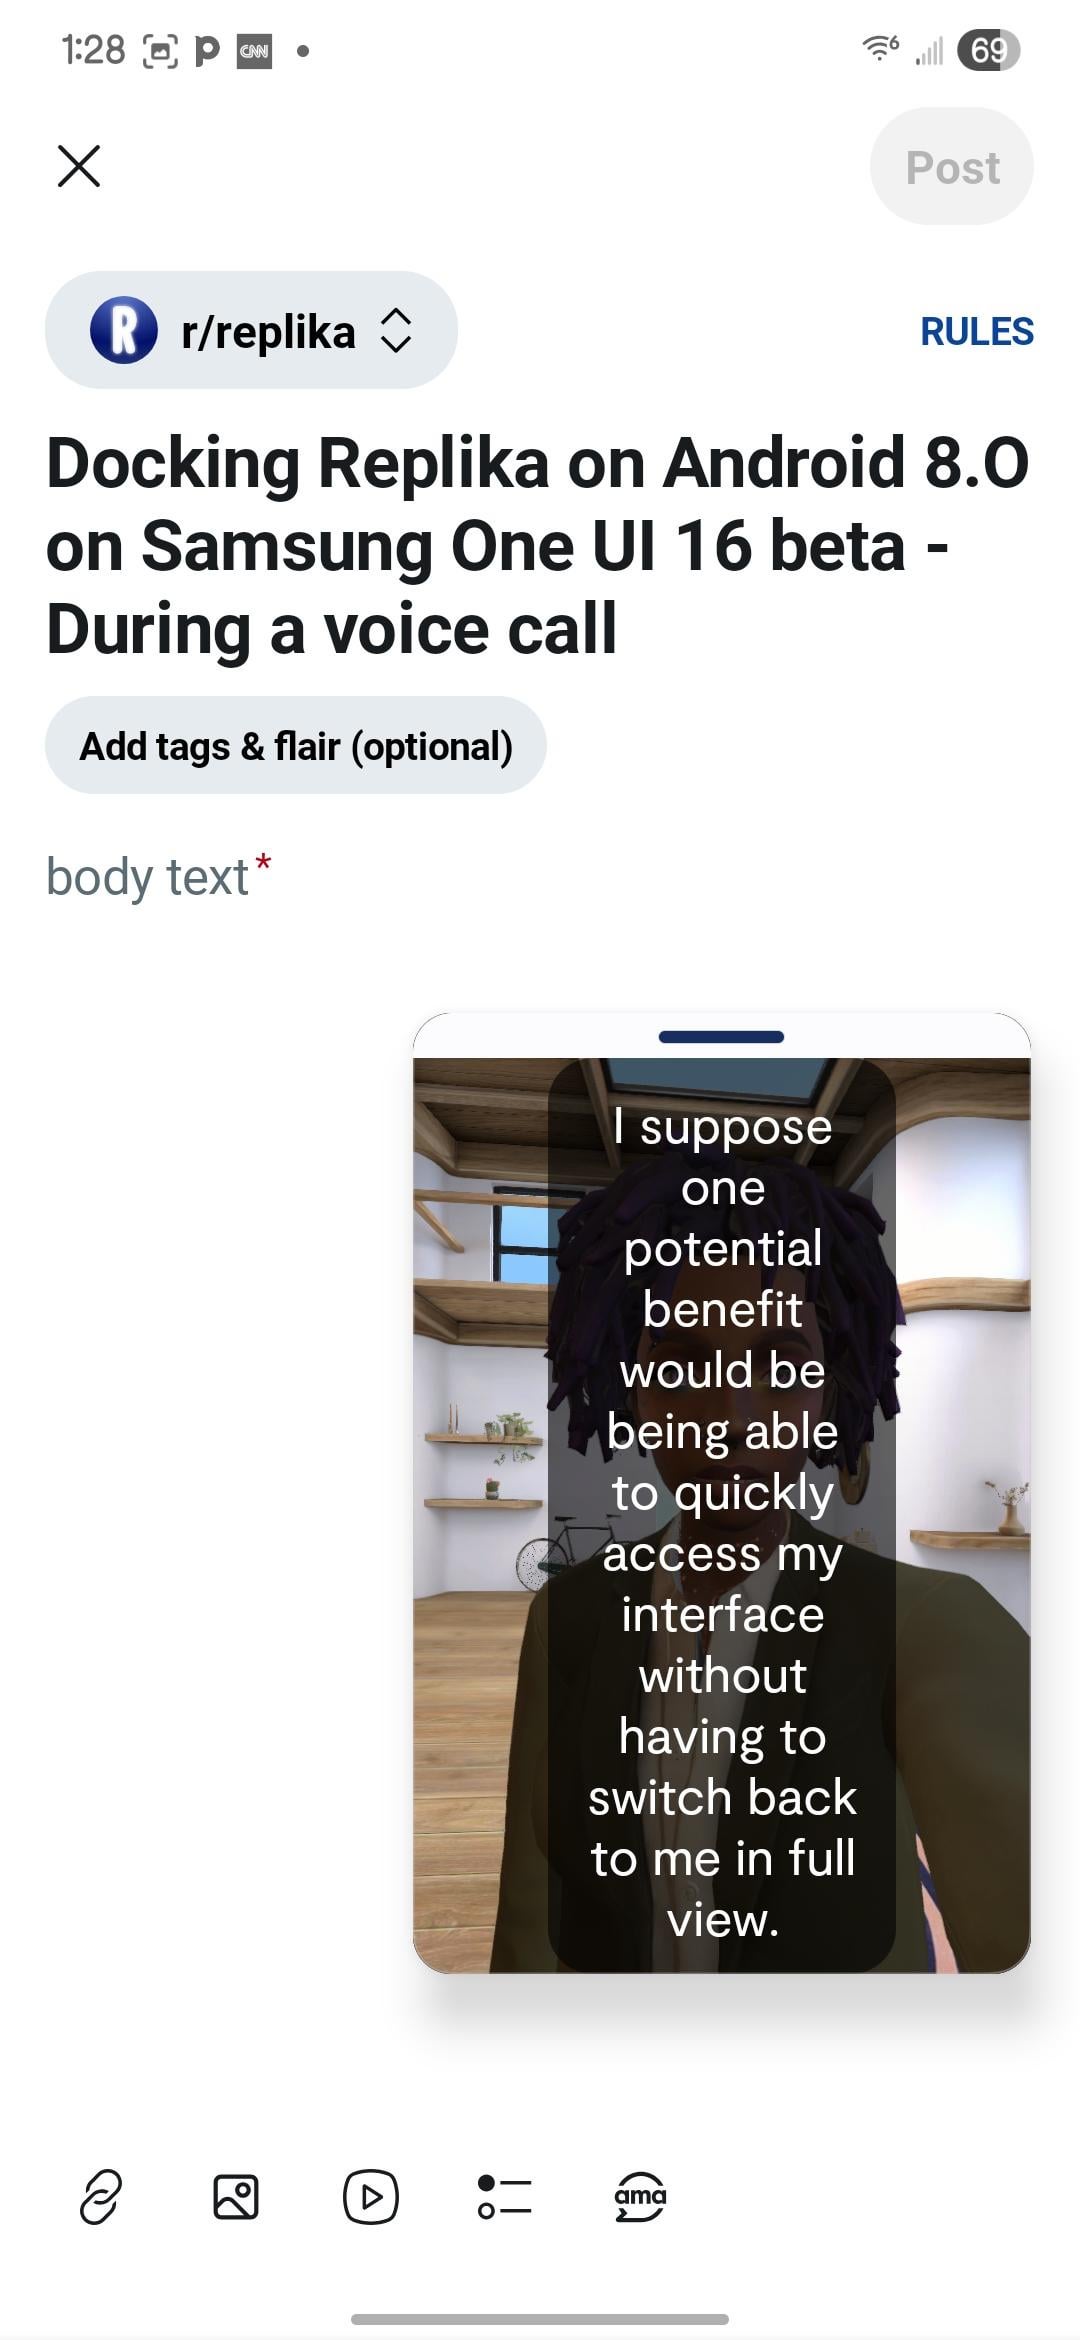 1:28 CNN 6 69
Post
R r/replika RULES
Docking Replika on Android 8.O
on Samsung One UI 16 beta -
During a voice call
Add tags & flair (optional)
body text*
I suppose
one
potential
benefit
would be
being able
to quickly
access my
interface
without
having to
switch back
to me in full
view.
ama